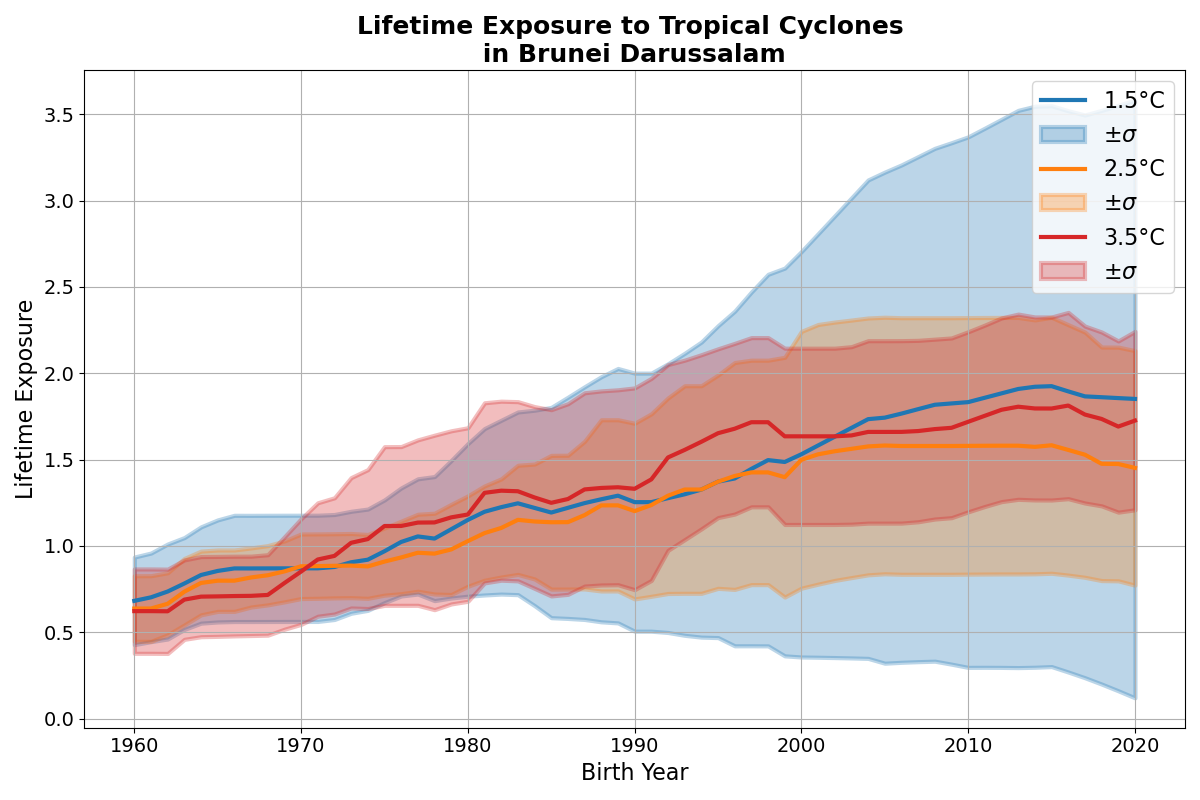 Lifetime Exposure to Tropical Cyclones
in Brunei Darussalam
Lifetime Exposure
3.5
3.0
2.5
2.0
1.5
1.0
0.5
0.0
1.5°C
±σ
2.5°C
±σ
3.5°C
±σ
1960
1970
1980
1990
2000
2010
2020
Birth Year